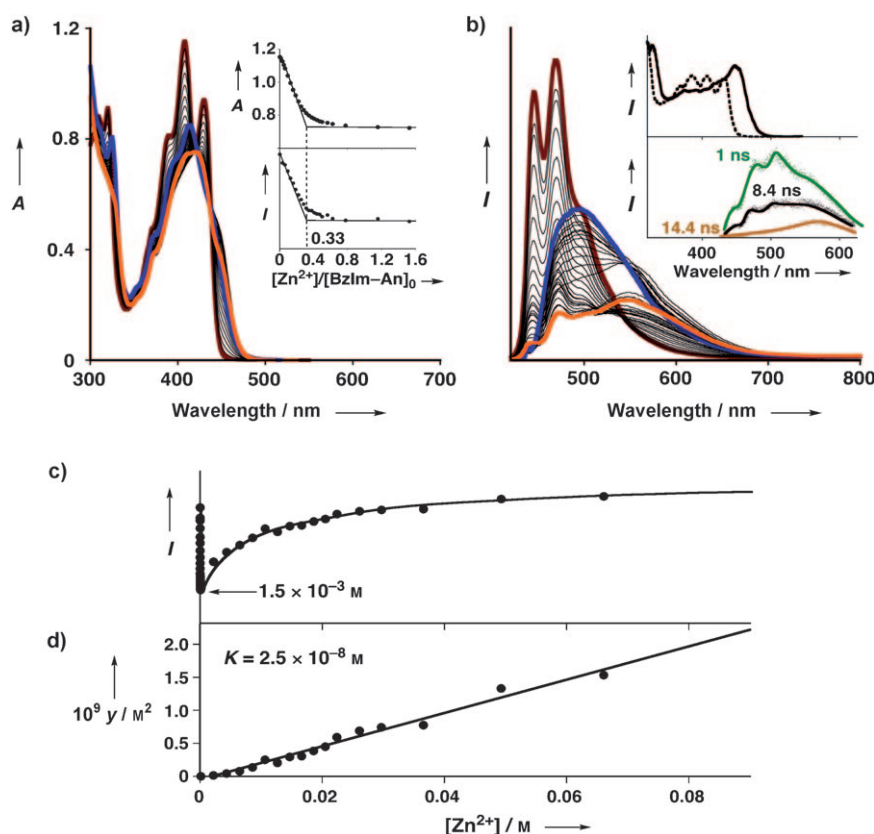 a)
1.2
0.8
0.4
0
A
300
400
500
600
700
Wavelength / nm
1.2
1.0
0.8
A
I
0.33
0
0.4
0.8
1.2
1.6
[Zn²⁺]/[BzIm–An]₀
b)
I
500
600
700
800
Wavelength / nm
I
400
500
600
I
1 ns
8.4 ns
14.4 ns
400
500
600
Wavelength / nm
c)
I
1.5 × 10⁻³ M
d)
2.0
1.5
1.0
0.5
0
10⁹ y / M²
K = 2.5 × 10⁻⁸ M
0
0.02
0.04
0.06
0.08
[Zn²⁺] / M